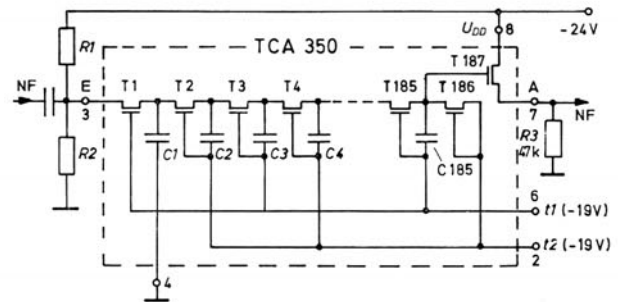 U_DD
8
-24V
R1
TCA 350
T187
NF
E
3
T1
T2
T3
T4
T185
T186
A
7
NF
R2
C1
C2
C3
C4
C185
R3
47k
6
t1 (-19V)
t2 (-19V)
2
4